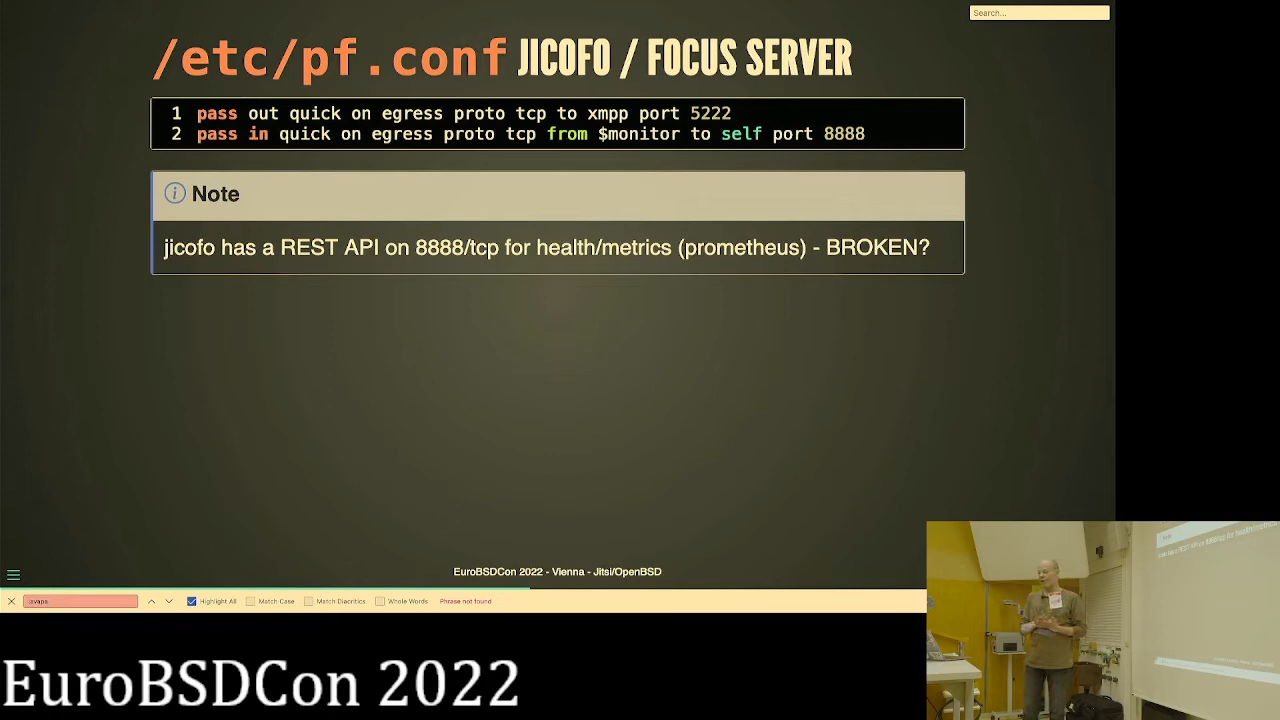 Search...
/etc/pf.conf JICOFO / FOCUS SERVER
1 pass out quick on egress proto tcp to xmpp port 5222
2 pass in quick on egress proto tcp from $monitor to self port 8888
Note
jicofo has a REST API on 8888/tcp for health/metrics (prometheus) - BROKEN?
EuroBSDCon 2022 - Vienna - Jitsi/OpenBSD
Highlight All Match Case Match Diacritics Whole Words Phrase not found
EuroBSDCon 2022